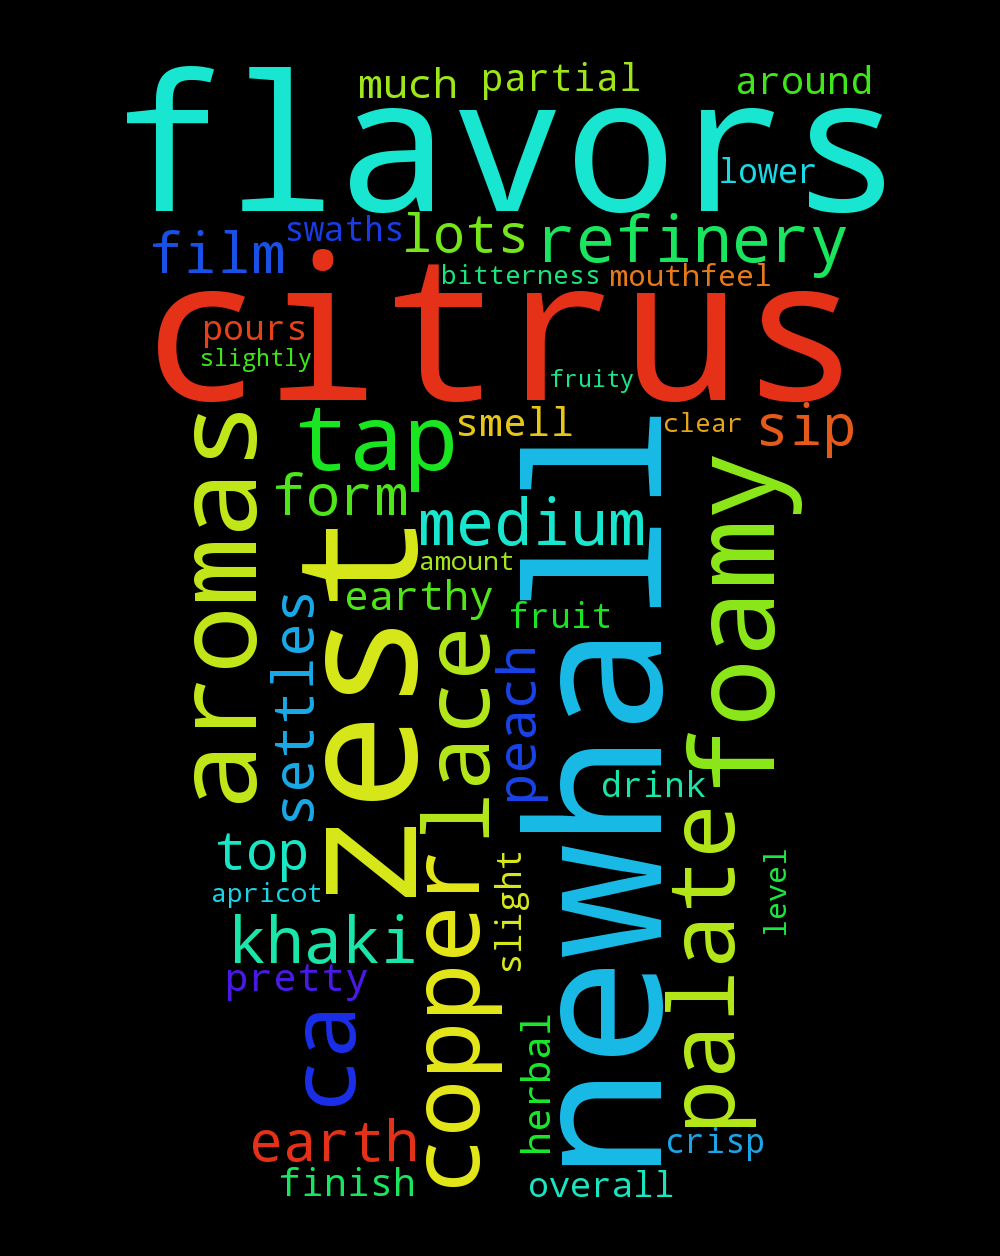 flavors
much
partial
around
lower
film
swaths
lots
refinery
bitterness
mouthfeel
citrus
pours
slightly
fruity
aromas
tap
smell
clear
sip
form
zest
medium
newhall
foamy
amount
earthy
fruit
settles
lace
peach
drink
palate
top
apricot
copper
slight
level
khaki
pretty
ca
herbal
earth
crisp
finish
overall